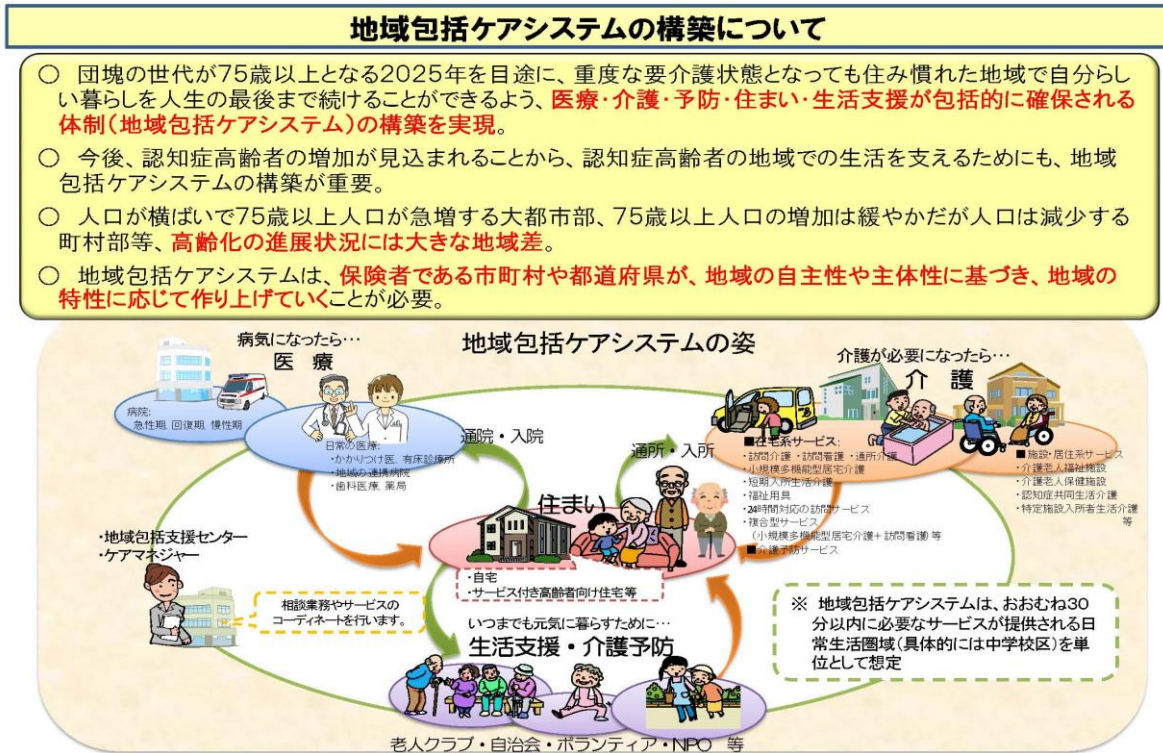 地域包括ケアシステムの構築について
○ 団塊の世代が75歳以上となる2025年を目途に、重度な要介護状態となっても住み慣れた地域で自分らし
い暮らしを人生の最後まで続けることができるよう、医療・介護・予防・住まい・生活支援が包括的に確保される
体制(地域包括ケアシステム)の構築を実現。
○ 今後、認知症高齢者の増加が見込まれることから、認知症高齢者の地域での生活を支えるためにも、地域
包括ケアシステムの構築が重要。
○ 人口が横ばいで75歳以上人口が急増する大都市部、75歳以上人口の増加は緩やかだが人口は減少する
町村部等、高齢化の進展状況には大きな地域差。
○ 地域包括ケアシステムは、保険者である市町村や都道府県が、地域の自主性や主体性に基づき、地域の
特性に応じて作り上げていくことが必要。
地域包括ケアシステムの姿
病気になったら…
医 療
病院:
急性期、回復期、慢性期
日常の医療:
・かかりつけ医、有床診療所
・地域の連携病院
・歯科医療、薬局
通院・入院
通所・入所
介護が必要になったら…
介 護
■在宅系サービス:
・訪問介護・訪問看護・通所介護
・小規模多機能型居宅介護
・短期入所生活介護
・福祉用具
・24時間対応の訪問サービス
・複合型サービス
(小規模多機能型居宅介護+訪問看護)等
■介護予防サービス
■施設・居住系サービス
・介護老人福祉施設
・介護老人保健施設
・認知症共同生活介護
・特定施設入所者生活介護
等
住まい
・自宅
・サービス付き高齢者向け住宅等
・地域包括支援センター
・ケアマネジャー
相談業務やサービスの
コーディネートを行います。
いつまでも元気に暮らすために…
生活支援・介護予防
老人クラブ・自治会・ボランティア・NPO 等
※ 地域包括ケアシステムは、おおむね30
分以内に必要なサービスが提供される日
常生活圏域(具体的には中学校区)を単
位として想定